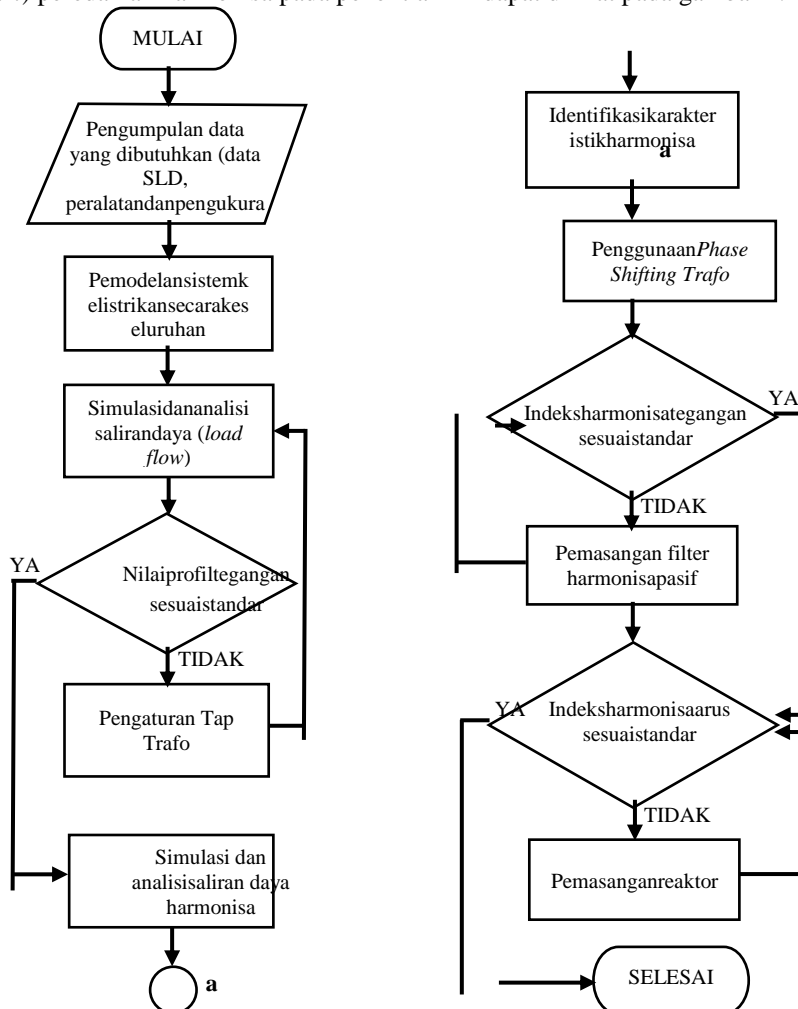 MULAI
Pengumpulan data
yang dibutuhkan (data
SLD,
peralatandanpengukura
Pemodelansistemk
elistrikansecarakes
eluruhan
Simulasidananalisi
salirandaya (load
flow)
YA
Nilaiprofiltegangan
sesuaistandar
TIDAK
Pengaturan Tap
Trafo
Simulasi dan
analisisaliran daya
harmonisa
a
Identifikasikarakter
istikharmonisa
a
PenggunaanPhase
Shifting Trafo
YA
Indeksharmonisategangan
sesuaistandar
TIDAK
Pemasangan filter
harmonisapasif
YA
Indeksharmonisaarus
sesuaistandar
TIDAK
Pemasanganreaktor
SELESAI